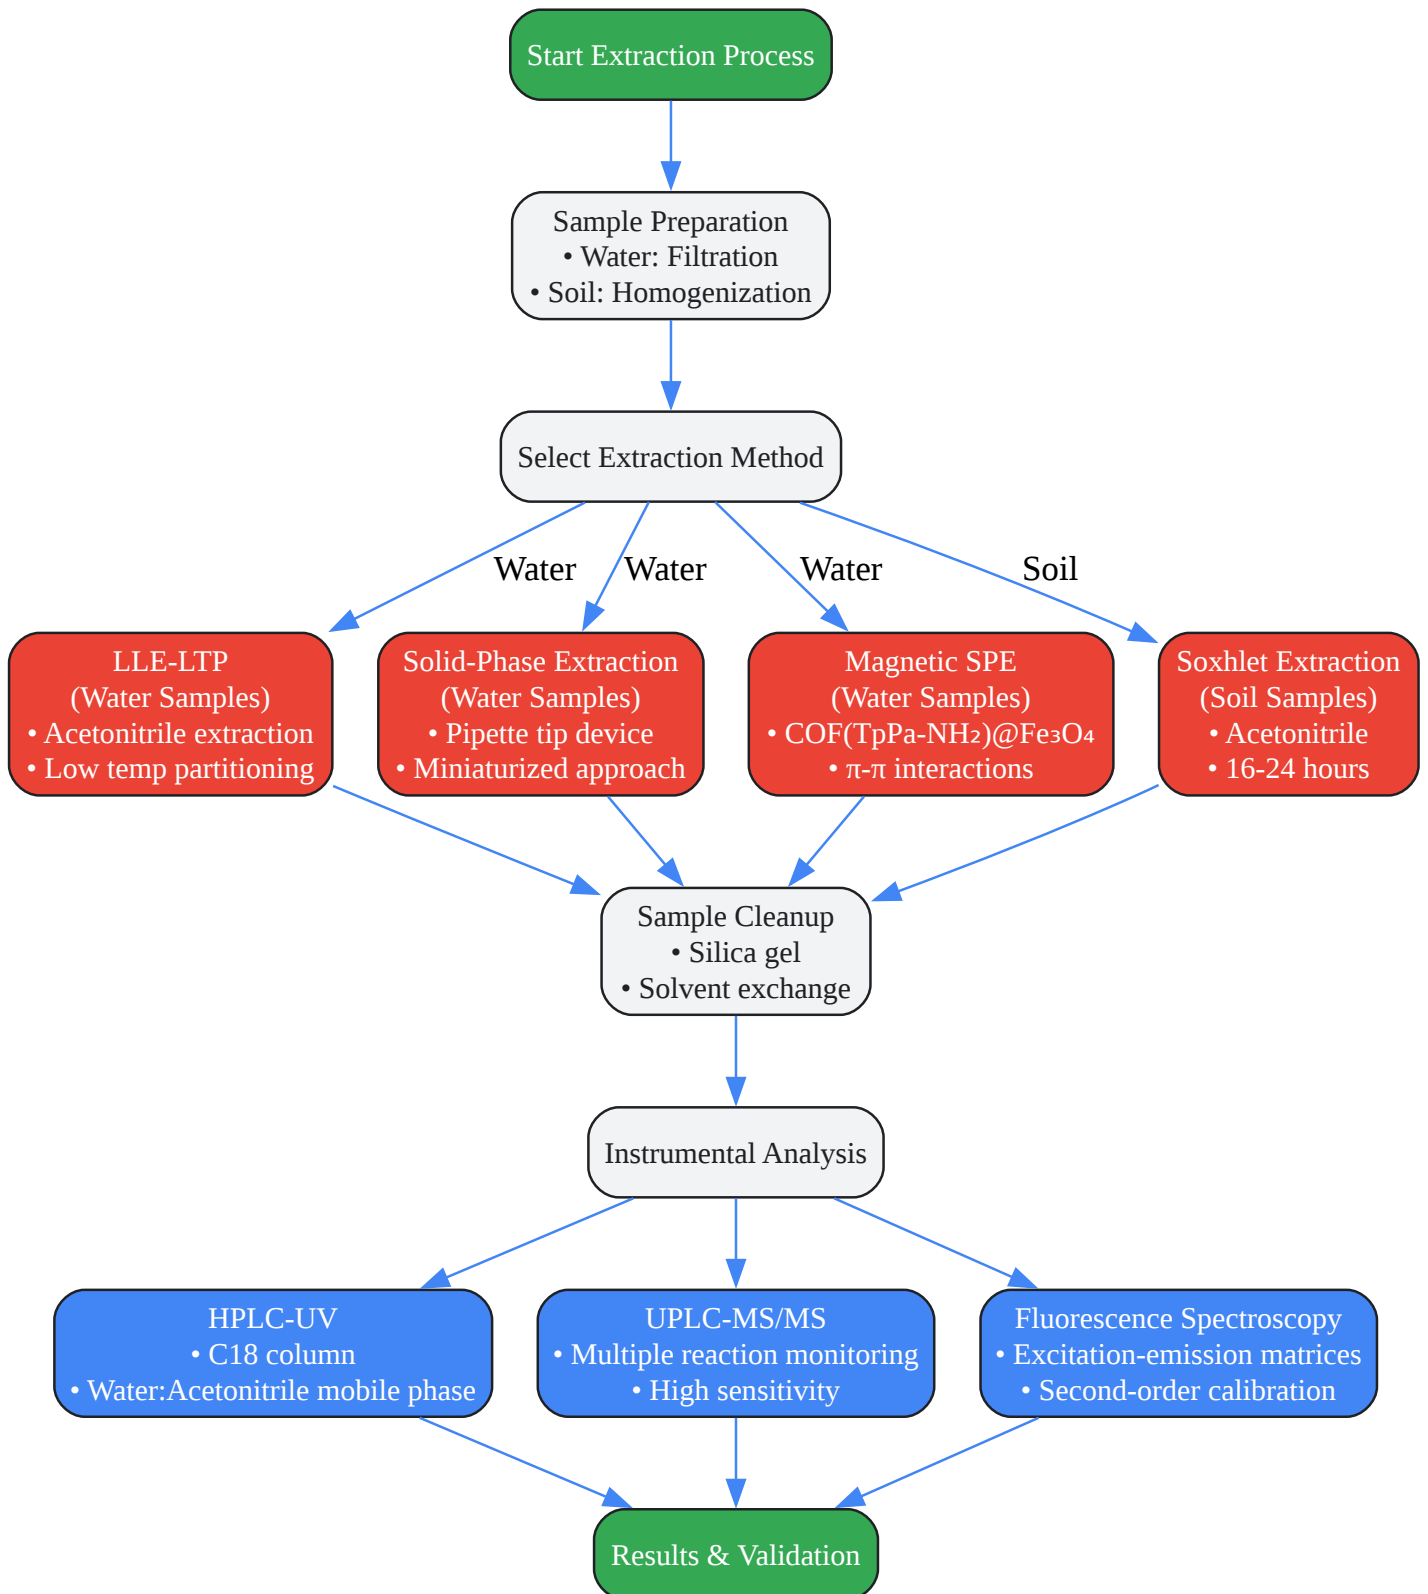 Start Extraction Process
Sample Preparation
• Water: Filtration
• Soil: Homogenization
Select Extraction Method
Water
Water
Water
Soil
LLE-LTP
(Water Samples)
• Acetonitrile extraction
• Low temp partitioning
Solid-Phase Extraction
(Water Samples)
• Pipette tip device
• Miniaturized approach
Magnetic SPE
(Water Samples)
• COF(TpPa-NH₂)@Fe₃O₄
• π-π interactions
Soxhlet Extraction
(Soil Samples)
• Acetonitrile
• 16-24 hours
Sample Cleanup
• Silica gel
• Solvent exchange
Instrumental Analysis
HPLC-UV
• C18 column
• Water:Acetonitrile mobile phase
UPLC-MS/MS
• Multiple reaction monitoring
• High sensitivity
Fluorescence Spectroscopy
• Excitation-emission matrices
• Second-order calibration
Results & Validation